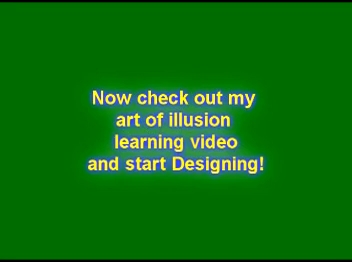 Now check out my
art of illusion
learning video
and start Designing!